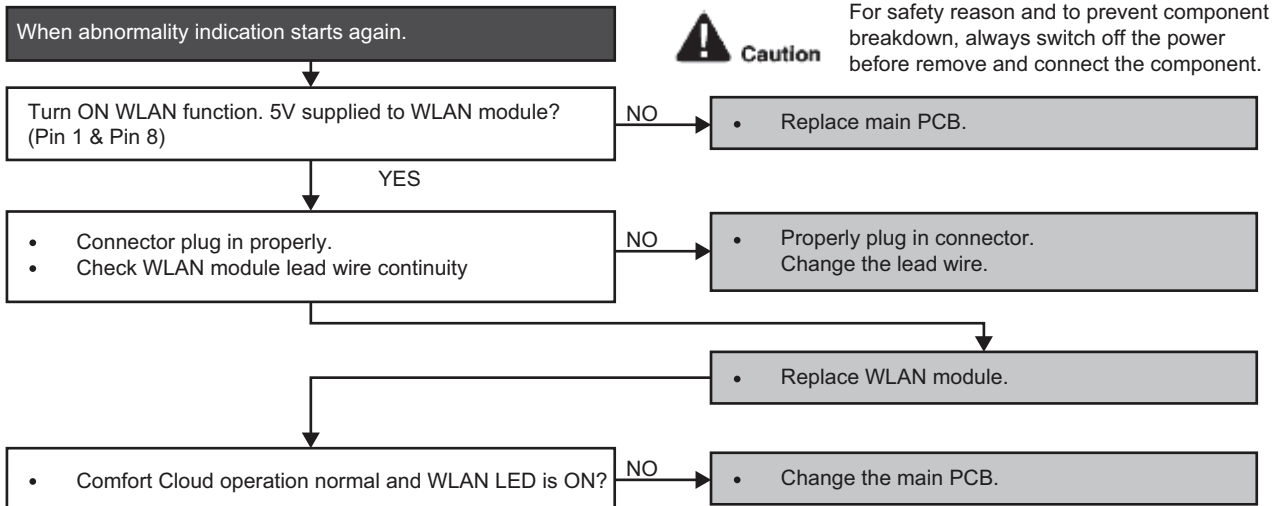 When abnormality indication starts again.
Caution
For safety reason and to prevent component
breakdown, always switch off the power
before remove and connect the component.
Turn ON WLAN function. 5V supplied to WLAN module?
(Pin 1 & Pin 8)
NO
• Replace main PCB.
YES
• Connector plug in properly.
• Check WLAN module lead wire continuity
NO
• Properly plug in connector.
Change the lead wire.
• Replace WLAN module.
• Comfort Cloud operation normal and WLAN LED is ON?
NO
• Change the main PCB.